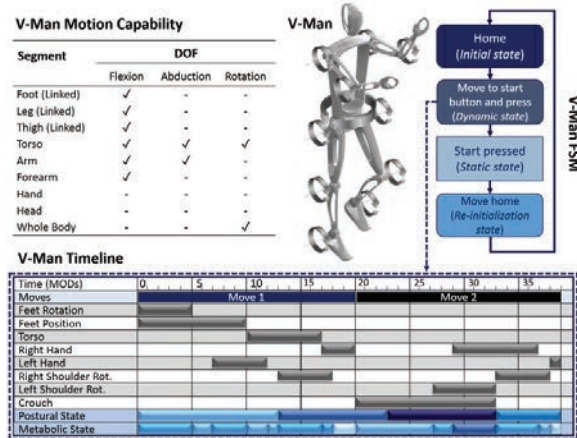 V-Man Motion Capability
Segment DOF
Flexion Abduction Rotation
Foot (Linked) ✓ - -
Leg (Linked) ✓ - -
Thigh (Linked) ✓ - -
Torso ✓ ✓ ✓
Arm ✓ ✓ -
Forearm ✓ - -
Hand - - -
Head - - -
Whole Body - - ✓
V-Man
Home
(Initial state)
Move to start
button and press
(Dynamic state)
Start pressed
(Static state)
Move home
(Re-initialization
state)
V-Man FSM
V-Man Timeline
Time (MODs) 0 5 10 15 20 25 30 35
Moves Move 1 Move 2
Feet Rotation
Feet Position
Torso
Right Hand
Left Hand
Right Shoulder Rot.
Left Shoulder Rot.
Crouch
Postural State
Metabolic State